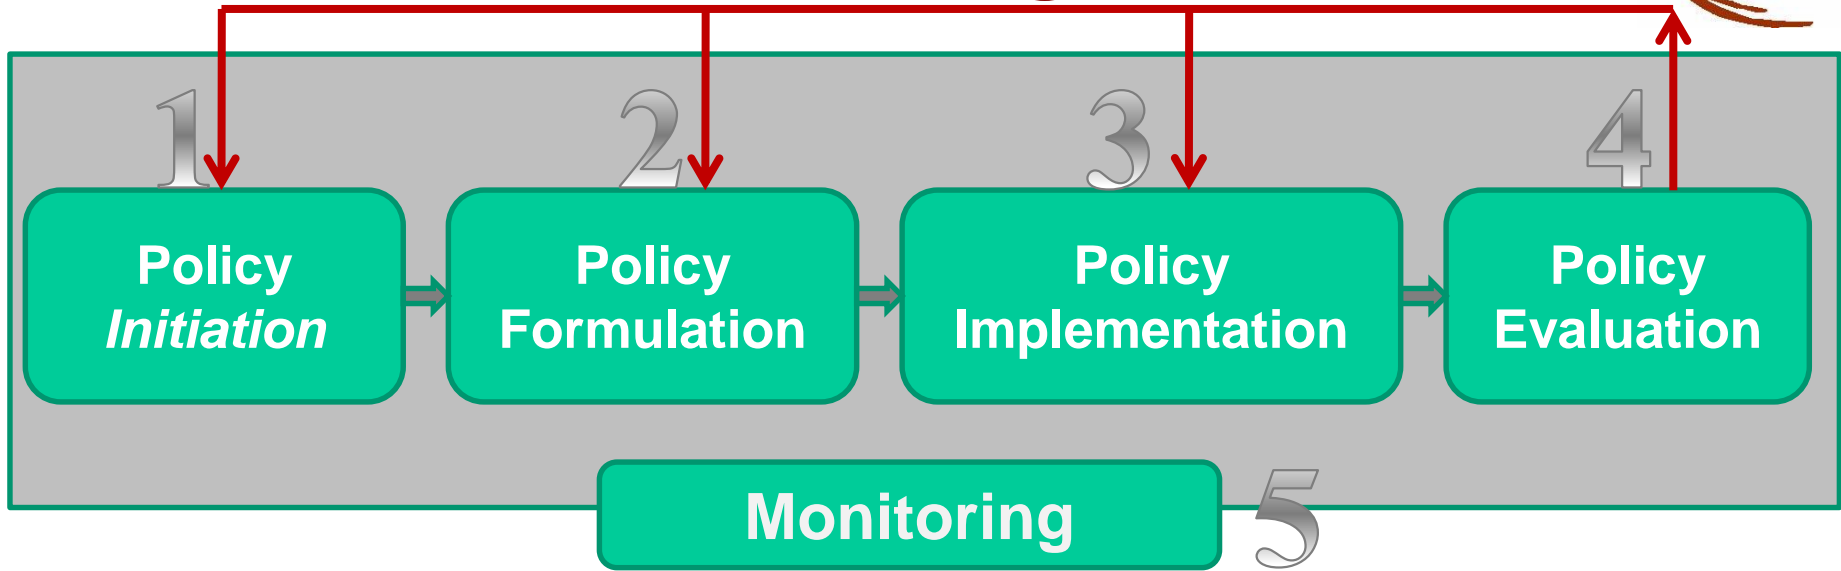 1
2
3
4
Policy
Initiation
Policy
Formulation
Policy
Implementation
Policy
Evaluation
Monitoring
5